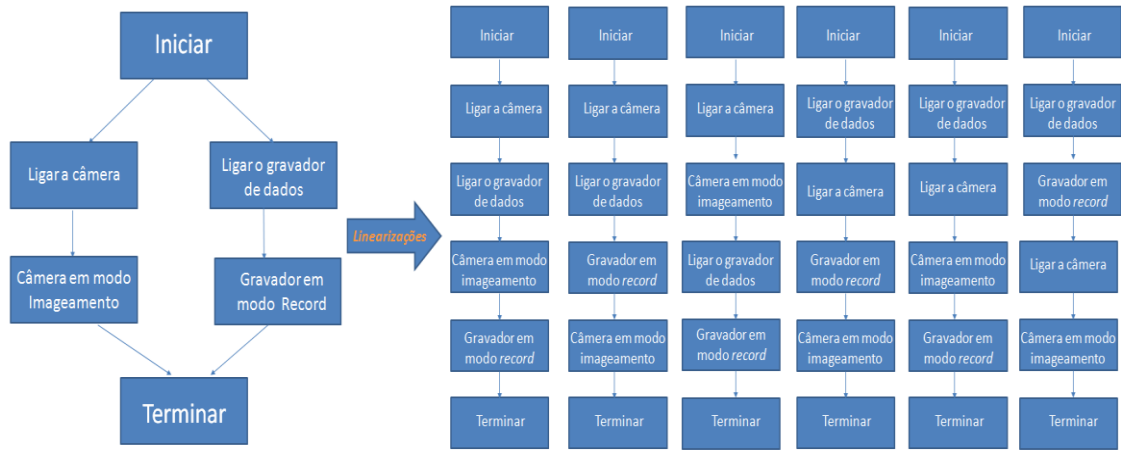 Iniciar
Ligar a câmera
Ligar o gravador
de dados
Câmera em modo
Imageamento
Gravador em
modo Record
Terminar
Linearizações
Iniciar
Ligar a câmera
Ligar o gravador
de dados
Câmera em modo
imageamento
Gravador em
modo record
Terminar
Iniciar
Ligar a câmera
Ligar o gravador
de dados
Gravador em
modo record
Câmera em modo
imageamento
Terminar
Iniciar
Ligar a câmera
Câmera em modo
imageamento
Ligar o gravador
de dados
Gravador em
modo record
Terminar
Iniciar
Ligar o gravador
de dados
Ligar a câmera
Gravador em
modo record
Câmera em modo
imageamento
Terminar
Iniciar
Ligar o gravador
de dados
Ligar a câmera
Câmera em modo
imageamento
Gravador em
modo record
Terminar
Iniciar
Ligar o gravador
de dados
Gravador em
modo record
Ligar a câmera
Câmera em modo
imageamento
Terminar